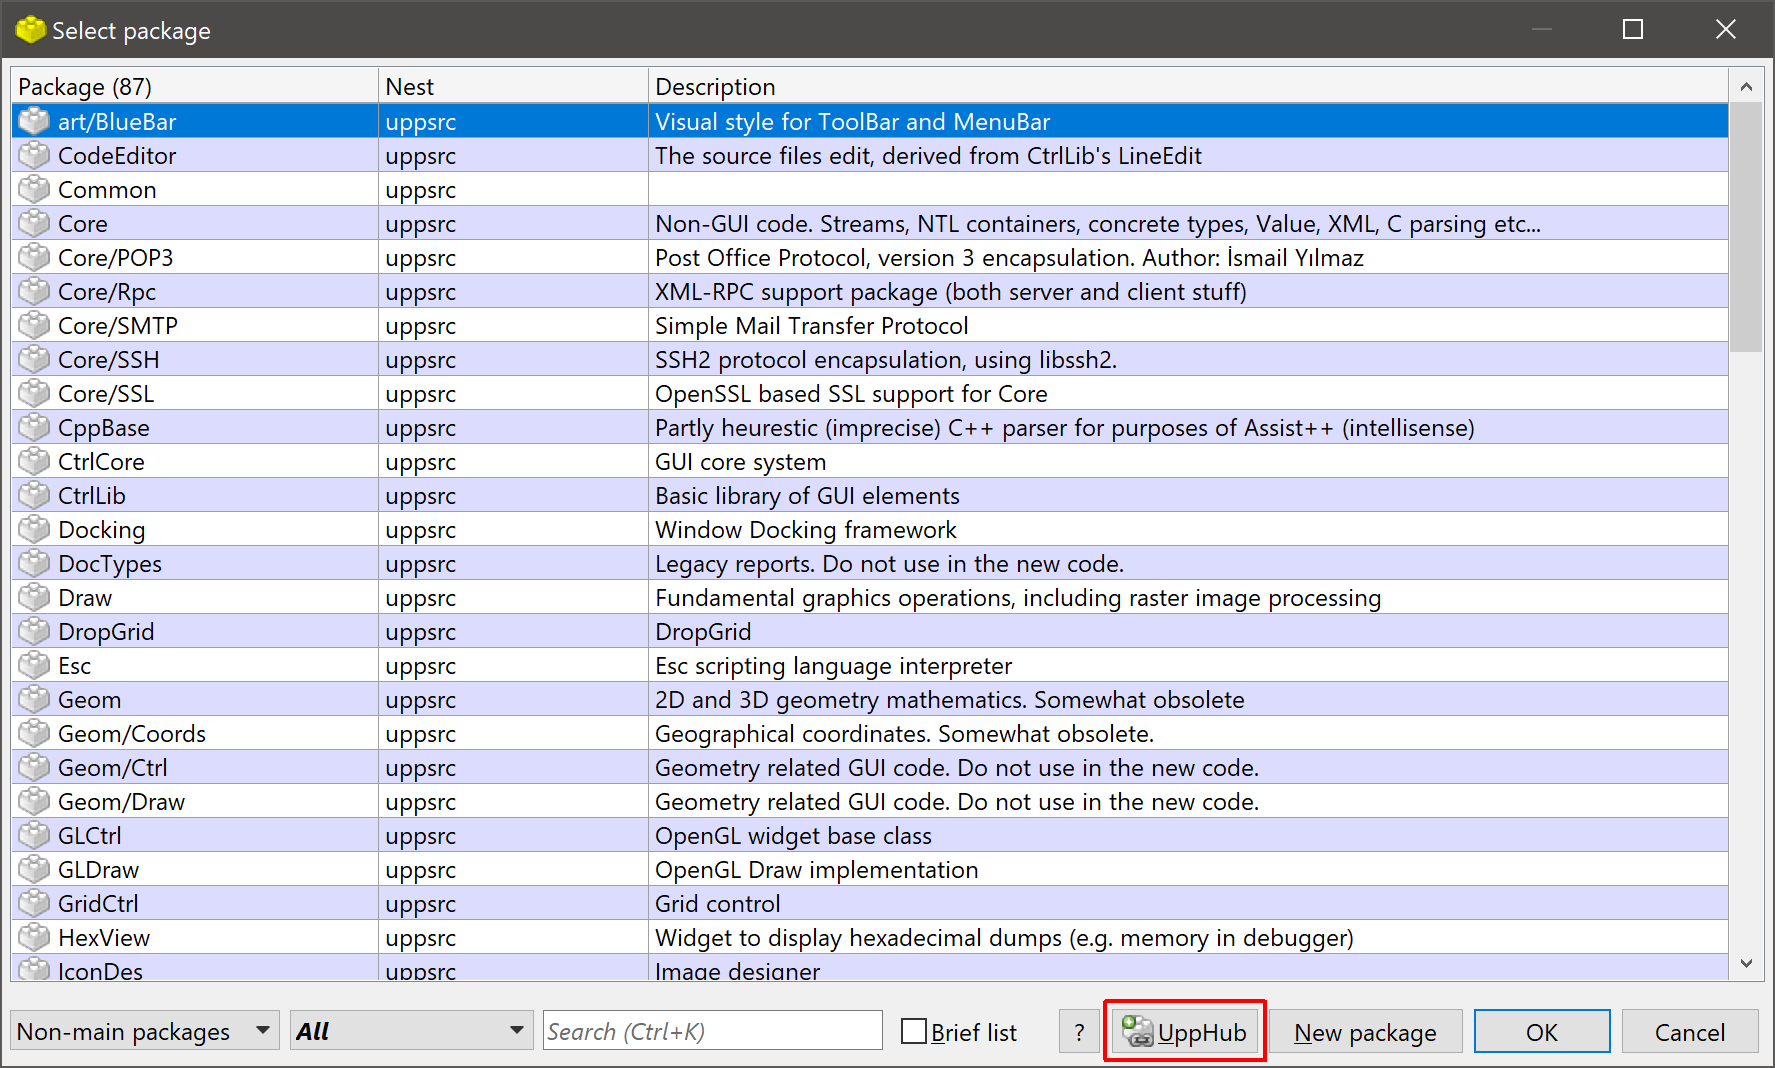 Select package
Package (87) Nest Description
art/BlueBar uppsrc Visual style for ToolBar and MenuBar
CodeEditor uppsrc The source files edit, derived from CtrlLib's LineEdit
Common uppsrc
Core uppsrc Non-GUI code. Streams, NTL containers, concrete types, Value, XML, C parsing etc...
Core/POP3 uppsrc Post Office Protocol, version 3 encapsulation. Author: İsmail Yılmaz
Core/Rpc uppsrc XML-RPC support package (both server and client stuff)
Core/SMTP uppsrc Simple Mail Transfer Protocol
Core/SSH uppsrc SSH2 protocol encapsulation, using libssh2.
Core/SSL uppsrc OpenSSL based SSL support for Core
CppBase uppsrc Partly heurestic (imprecise) C++ parser for purposes of Assist++ (intellisense)
CtrlCore uppsrc GUI core system
CtrlLib uppsrc Basic library of GUI elements
Docking uppsrc Window Docking framework
DocTypes uppsrc Legacy reports. Do not use in the new code.
Draw uppsrc Fundamental graphics operations, including raster image processing
DropGrid uppsrc DropGrid
Esc uppsrc Esc scripting language interpreter
Geom uppsrc 2D and 3D geometry mathematics. Somewhat obsolete
Geom/Coords uppsrc Geographical coordinates. Somewhat obsolete.
Geom/Ctrl uppsrc Geometry related GUI code. Do not use in the new code.
Geom/Draw uppsrc Geometry related GUI code. Do not use in the new code.
GLCtrl uppsrc OpenGL widget base class
GLDraw uppsrc OpenGL Draw implementation
GridCtrl uppsrc Grid control
HexView uppsrc Widget to display hexadecimal dumps (e.g. memory in debugger)
IconDes uppsrc Image designer
Non-main packages All Search (Ctrl+K) Brief list ? UppHub New package OK Cancel